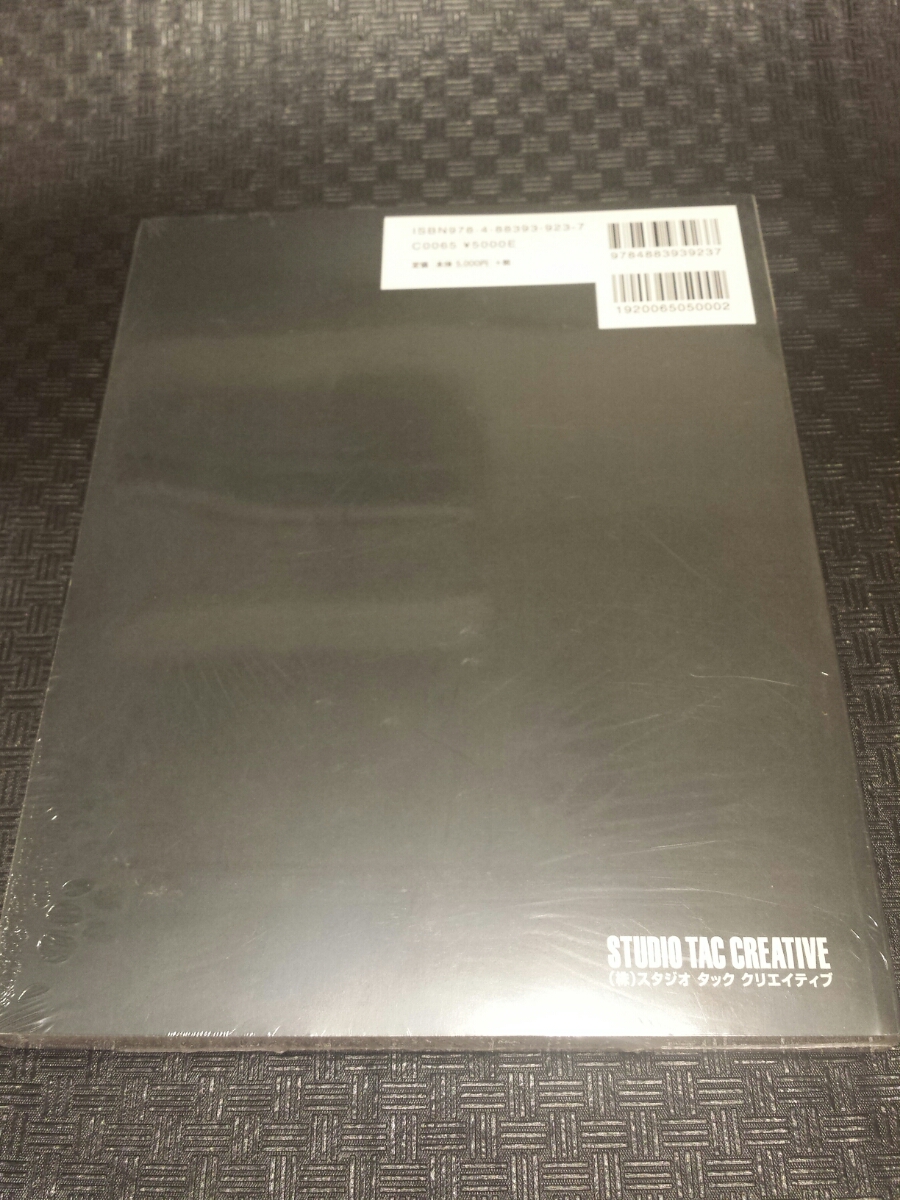 ISBN978-4-88393-923-7
C0065 ¥5000E
定価 本体 5,000円 +税
9784883939237
1920065050002
STUDIO TAC CREATIVE
(株)スタジオ タック クリエイティブ